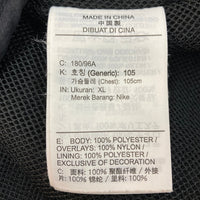 MADE IN CHINA
中国製
DIBUAT DI CINA
C: 180/96A
K: 호칭 (Generic): 105
가슴둘레 (Chest): 105cm
IN: Ukuran: XL
Merek Barang: Nike
E: BODY: 100% POLYESTER /
OVERLAYS: 100% NYLON /
LINING: 100% POLYESTER /
EXCLUSIVE OF DECORATION
C: 面料: 100% 聚酯纤维 / 外接
片: 100% 锦纶 / 里料: 100%